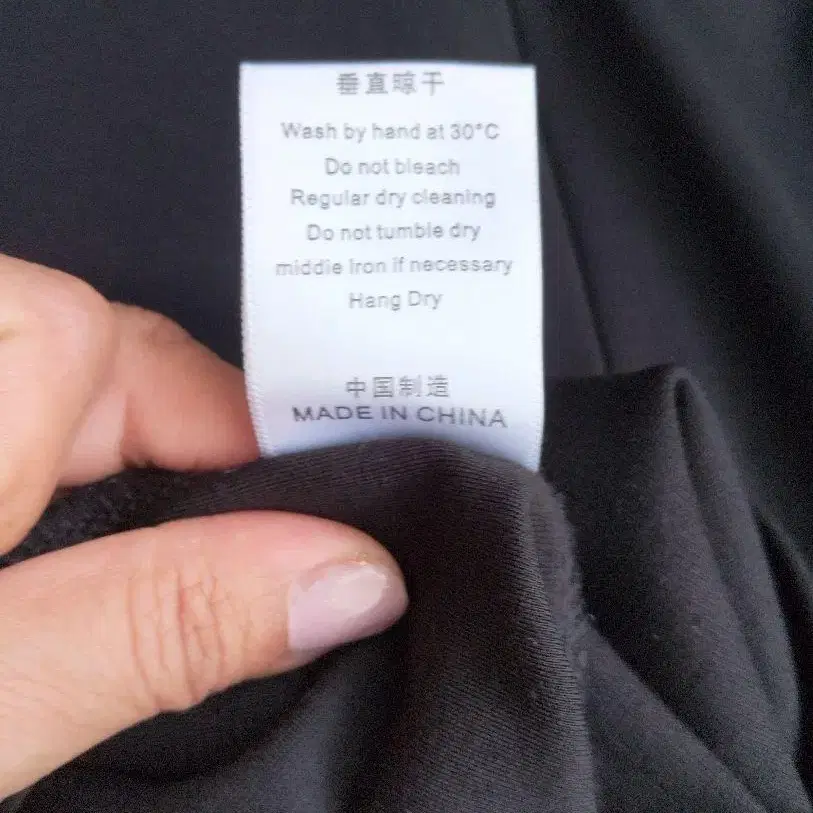 垂直晾干
Wash by hand at 30°C
Do not bleach
Regular dry cleaning
Do not tumble dry
middie iron if necessary
Hang Dry
中国制造
MADE IN CHINA